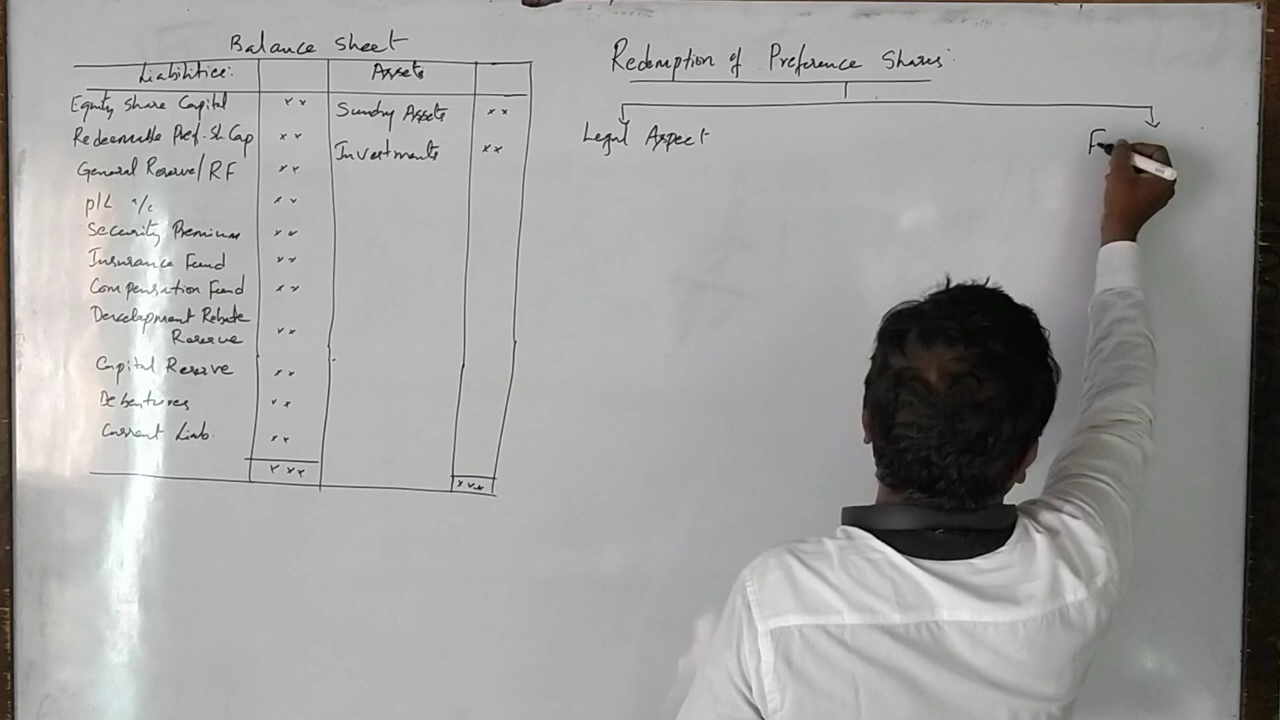 Balance Sheet
Liabilities: Assets
Equity Share Capital xx Sundry Assets xx
Redeemable Pref. Sh. Cap xx Investments xx
General Reserve/ RF xx
P/L a/c xx
Security Premium xx
Insurance Fund xx
Compensation Fund xx
Development Rebate
Reserve xx
Capital Reserve xx
Debentures xx
Current Liab. xx
xxx xxx
Redemption of Preference Shares:
Legal Aspect F